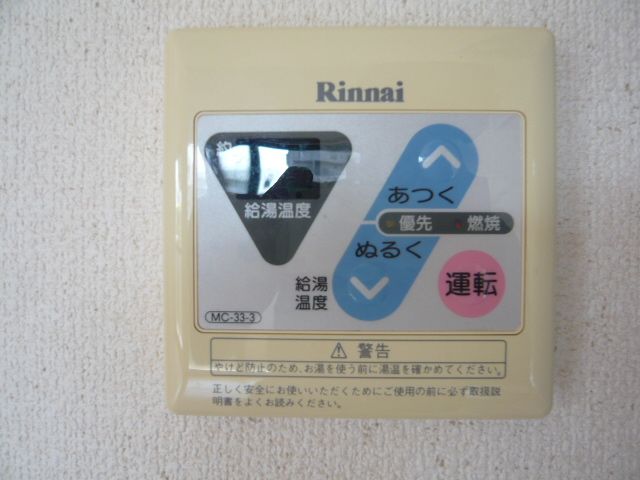 Rinnai
約
給湯温度
あつく
優先 燃焼
ぬるく
給湯
温度
運転
MC-33-3
⚠ 警告
やけど防止のため、お湯を使う前に湯温を確かめてください。
正しく安全にお使いいただくためにご使用の前に必ず取扱説
明書をよくお読みください。